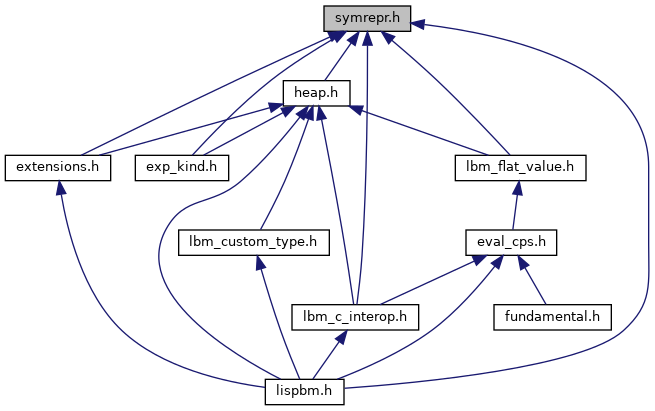 symrepr.h
heap.h
extensions.h
exp_kind.h
lbm_flat_value.h
lbm_custom_type.h
eval_cps.h
lbm_c_interop.h
fundamental.h
lispbm.h